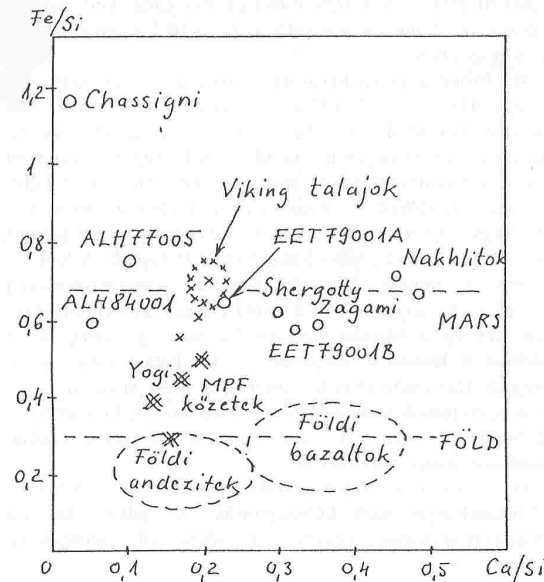 Fe/Si
1,2
Chassigni
1
Viking talajok
ALH77005
EET79001A
0,8
Nakhlitok
Shergotty
ALH84001
Zagami
MARS
0,6
EET79001B
Yogi
MPF
kőzetek
0,4
Földi
bazaltok
FÖLD
Földi
andezitek
0,2
0
0,1
0,2
0,3
0,4
0,5
Ca/Si